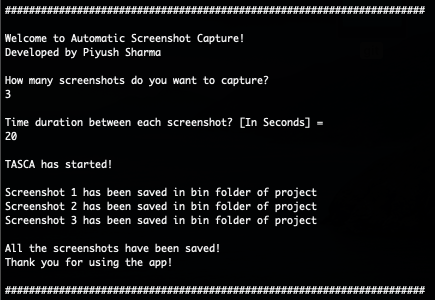 ######################################################################
Welcome to Automatic Screenshot Capture!
Developed by Piyush Sharma
How many screenshots do you want to capture?
3
Time duration between each screenshot? [In Seconds] =
20
TASCA has started!
Screenshot 1 has been saved in bin folder of project
Screenshot 2 has been saved in bin folder of project
Screenshot 3 has been saved in bin folder of project
All the screenshots have been saved!
Thank you for using the app!
######################################################################